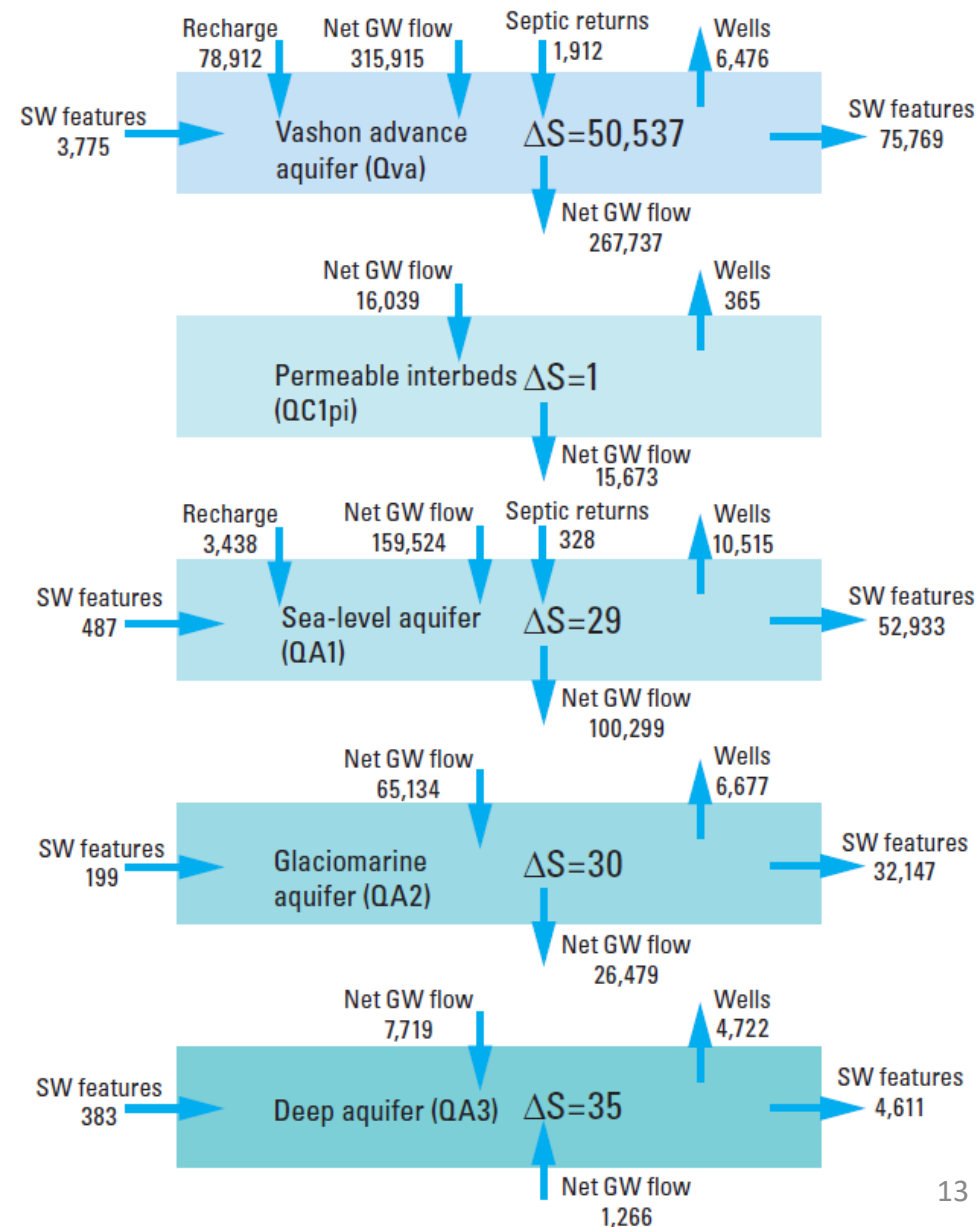 Recharge
78,912
Net GW flow
315,915
Septic returns
1,912
Wells
6,476
SW features
3,775
Vashon advance
aquifer (Qva)
ΔS=50,537
SW features
75,769
Net GW flow
267,737
Net GW flow
16,039
Wells
365
Permeable interbeds
(QC1pi)
ΔS=1
Net GW flow
15,673
Recharge
3,438
Net GW flow
159,524
Septic returns
328
Wells
10,515
SW features
487
Sea-level aquifer
(QA1)
ΔS=29
SW features
52,933
Net GW flow
100,299
Net GW flow
65,134
Wells
6,677
SW features
199
Glaciomarine
aquifer (QA2)
ΔS=30
SW features
32,147
Net GW flow
26,479
Net GW flow
7,719
Wells
4,722
SW features
383
Deep aquifer (QA3)
ΔS=35
SW features
4,611
Net GW flow
1,266
13